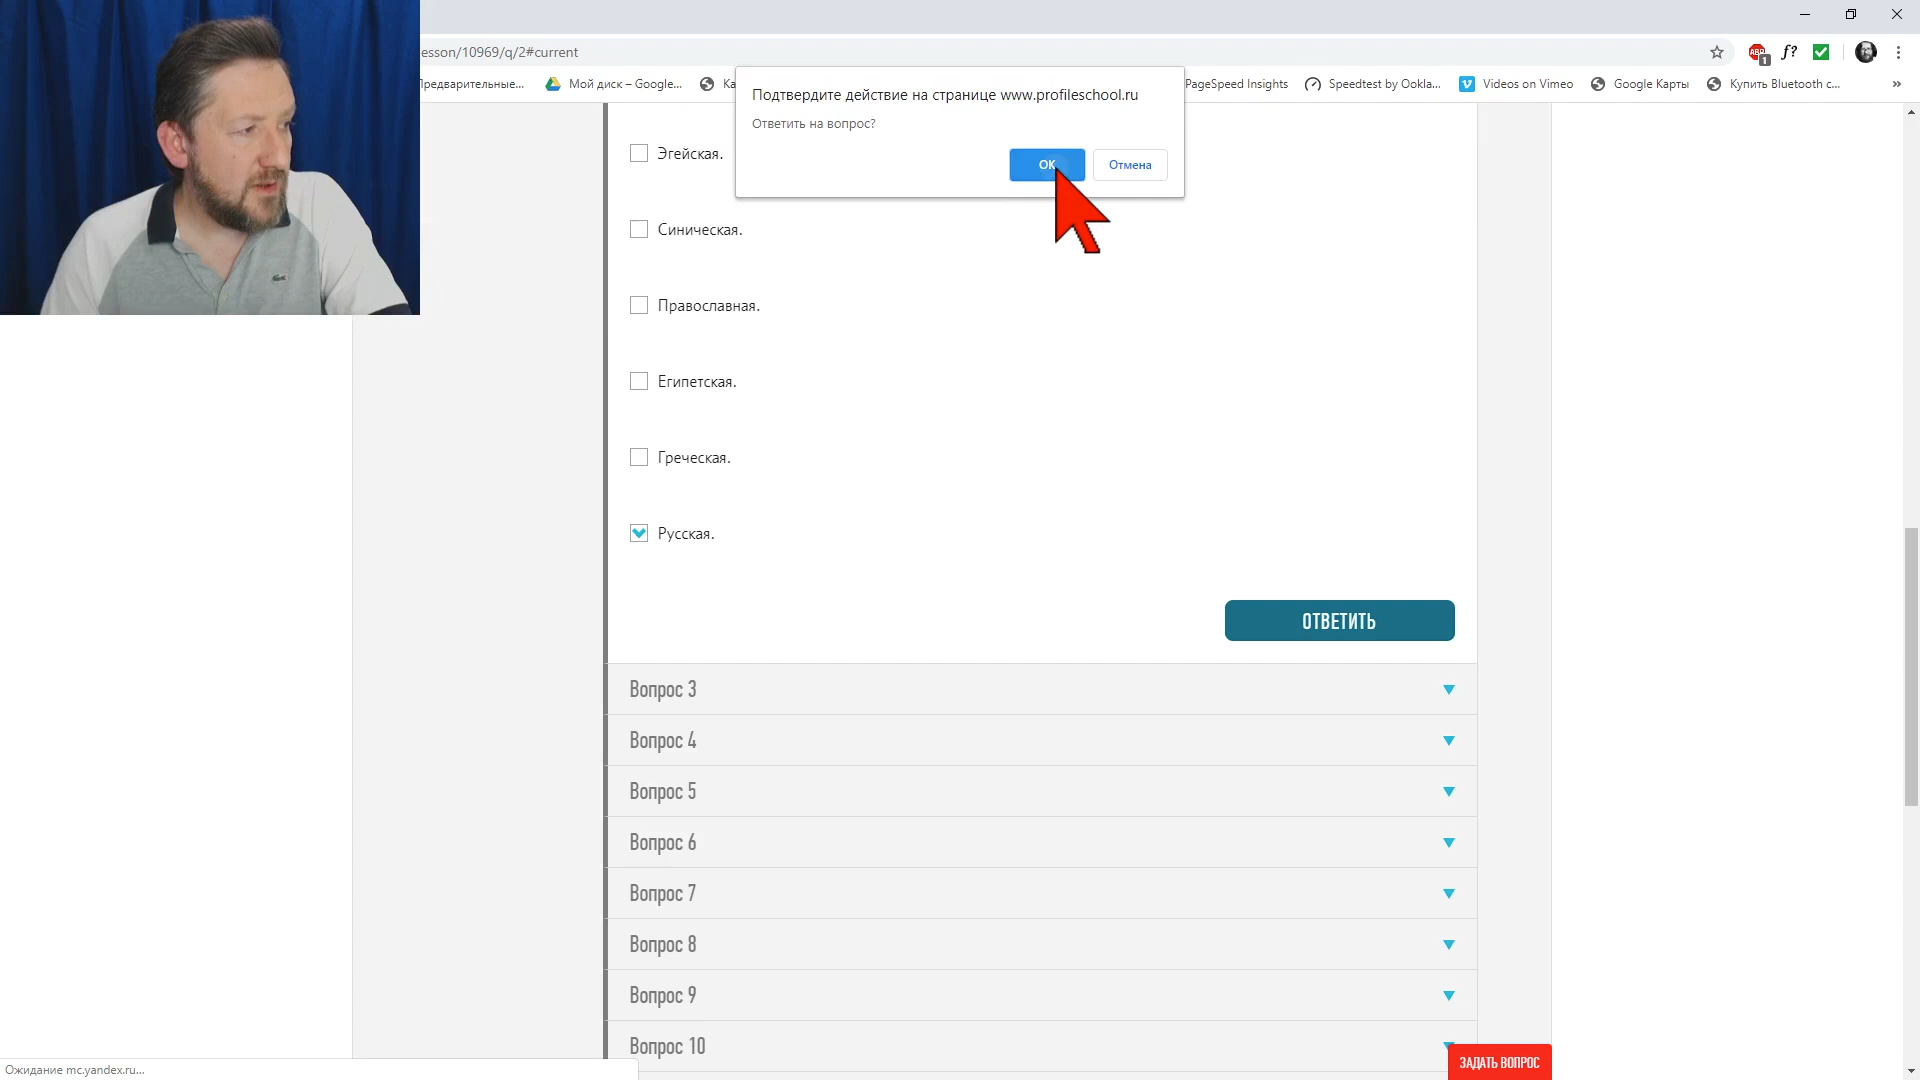 esson/10969/q/2#current
Предварительные...
Мой диск – Google...
Ка
PageSpeed Insights
Speedtest by Ookla...
Videos on Vimeo
Google Карты
Купить Bluetooth с...
»
Подтвердите действие на странице www.profileschool.ru
Ответить на вопрос?
ОК
Отмена
Эгейская.
Синическая.
Православная.
Египетская.
Греческая.
Русская.
ОТВЕТИТЬ
Вопрос 3
Вопрос 4
Вопрос 5
Вопрос 6
Вопрос 7
Вопрос 8
Вопрос 9
Вопрос 10
ЗАДАТЬ ВОПРОС
Ожидание mc.yandex.ru...
ABP
1
f?